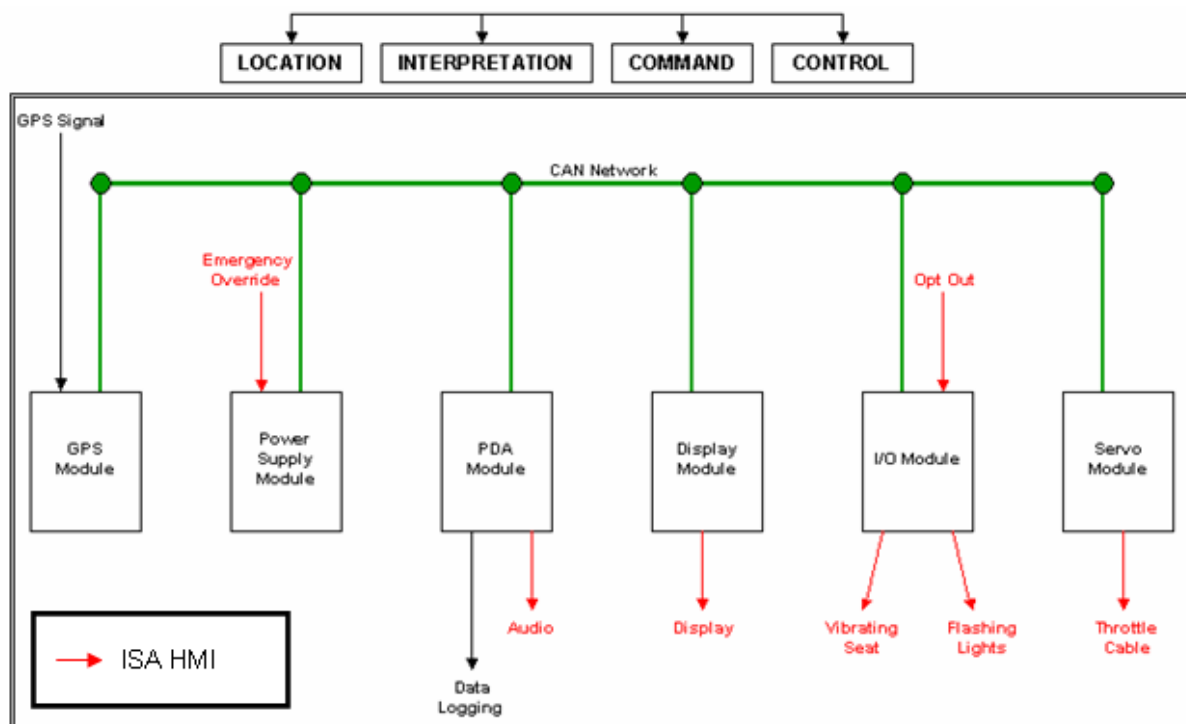 LOCATION
INTERPRETATION
COMMAND
CONTROL
GPS Signal
CAN Network
Emergency
Override
Opt Out
GPS
Module
Power
Supply
Module
PDA
Module
Display
Module
I/O Module
Servo
Module
Audio
Display
Vibrating
Seat
Flashing
Lights
Throttle
Cable
Data
Logging
ISA HMI